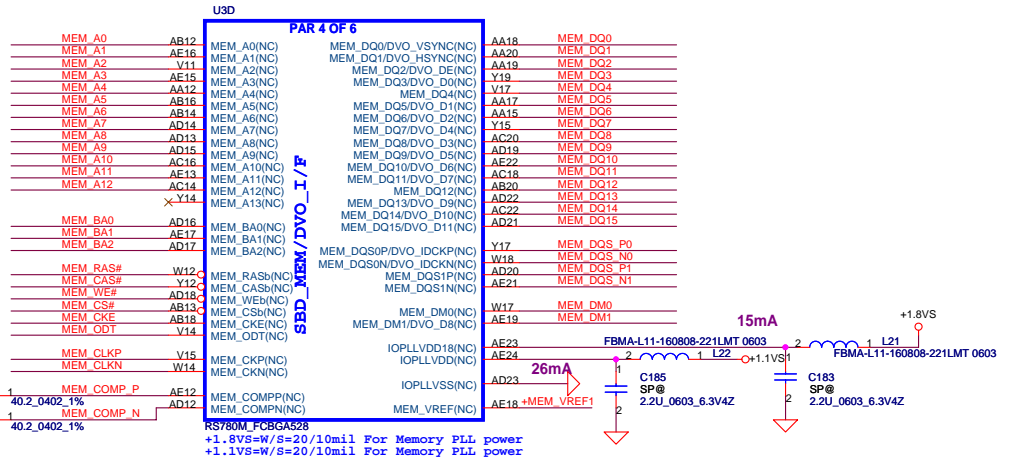 U3D
PAR 4 OF 6
MEM_A0 AB12 MEM_A0(NC) MEM_DQ0/DVO_VSYNC(NC) AA18 MEM_DQ0
MEM_A1 AE16 MEM_A1(NC) MEM_DQ1/DVO_HSYNC(NC) AA20 MEM_DQ1
MEM_A2 V11 MEM_A2(NC) MEM_DQ2/DVO_DE(NC) AA19 MEM_DQ2
MEM_A3 AE15 MEM_A3(NC) MEM_DQ3/DVO_D0(NC) Y19 MEM_DQ3
MEM_A4 AA12 MEM_A4(NC) MEM_DQ4(NC) V17 MEM_DQ4
MEM_A5 AB16 MEM_A5(NC) MEM_DQ5/DVO_D1(NC) AA17 MEM_DQ5
MEM_A6 AB14 MEM_A6(NC) MEM_DQ6/DVO_D2(NC) AA15 MEM_DQ6
MEM_A7 AD14 MEM_A7(NC) MEM_DQ7/DVO_D4(NC) Y15 MEM_DQ7
MEM_A8 AD13 MEM_A8(NC) MEM_DQ8/DVO_D3(NC) AC20 MEM_DQ8
MEM_A9 AD15 MEM_A9(NC) MEM_DQ9/DVO_D5(NC) AD19 MEM_DQ9
MEM_A10 AC16 MEM_A10(NC) MEM_DQ10/DVO_D6(NC) AE22 MEM_DQ10
MEM_A11 AE13 MEM_A11(NC) MEM_DQ11/DVO_D7(NC) AC18 MEM_DQ11
MEM_A12 AC14 MEM_A12(NC) MEM_DQ12(NC) AB20 MEM_DQ12
Y14 MEM_A13(NC) MEM_DQ13/DVO_D9(NC) AD22 MEM_DQ13
MEM_DQ14/DVO_D10(NC) AC22 MEM_DQ14
MEM_BA0 AD16 MEM_BA0(NC) MEM_DQ15/DVO_D11(NC) AD21 MEM_DQ15
MEM_BA1 AE17 MEM_BA1(NC)
MEM_BA2 AD17 MEM_BA2(NC) MEM_DQS0P/DVO_IDCKP(NC) Y17 MEM_DQS_P0
MEM_DQS0N/DVO_IDCKN(NC) W18 MEM_DQS_N0
MEM_RAS# W12 MEM_RASb(NC) MEM_DQS1P(NC) AD20 MEM_DQS_P1
MEM_CAS# Y12 MEM_CASb(NC) MEM_DQS1N(NC) AE21 MEM_DQS_N1
MEM_WE# AD18 MEM_WEb(NC)
MEM_CS# AB13 MEM_CSb(NC) MEM_DM0(NC) W17 MEM_DM0
MEM_CKE AB18 MEM_CKE(NC) MEM_DM1/DVO_D8(NC) AE19 MEM_DM1
MEM_ODT V14 MEM_ODT(NC)
SBD_MEM/DVO_I/F
15mA
+1.8VS
IOPLLVDD18(NC) AE23 FBMA-L11-160808-221LMT 0603 2 1 L21
MEM_CLKP V15 MEM_CKP(NC) IOPLLVDD(NC) AE24 1 2 L22 +1.1VS FBMA-L11-160808-221LMT 0603
MEM_CLKN W14 MEM_CKN(NC)
26mA
IOPLLVSS(NC) AD23
1 C185 1 C183
SP@ SP@
2 2.2U_0603_6.3V4Z 2 2.2U_0603_6.3V4Z
1 MEM_COMP_P AE12 MEM_COMPP(NC)
40.2_0402_1%
1 MEM_COMP_N AD12 MEM_COMPN(NC) MEM_VREF(NC) AE18 +MEM_VREF1
40.2_0402_1%
RS780M_FCBGA528
+1.8VS=W/S=20/10mil For Memory PLL power
+1.1VS=W/S=20/10mil For Memory PLL power